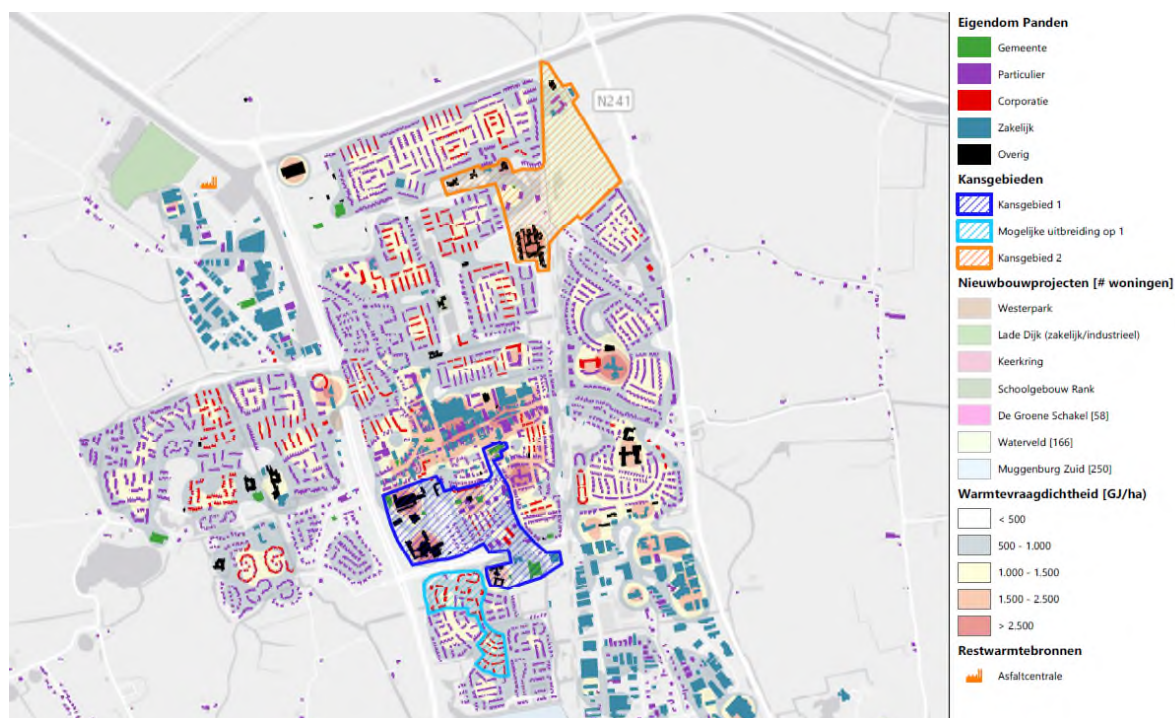 N241
Eigendom Panden
Gemeente
Particulier
Corporatie
Zakelijk
Overig
Kansgebieden
Kansgebied 1
Mogelijke uitbreiding op 1
Kansgebied 2
Nieuwbouwprojecten [# woningen]
Westerpark
Lade Dijk (zakelijk/industrieel)
Keerkring
Schoolgebouw Rank
De Groene Schakel [58]
Waterveld [166]
Muggenburg Zuid [250]
Warmtevraagdichtheid [GJ/ha]
< 500
500 - 1.000
1.000 - 1.500
1.500 - 2.500
> 2.500
Restwarmtebronnen
Asfaltcentrale